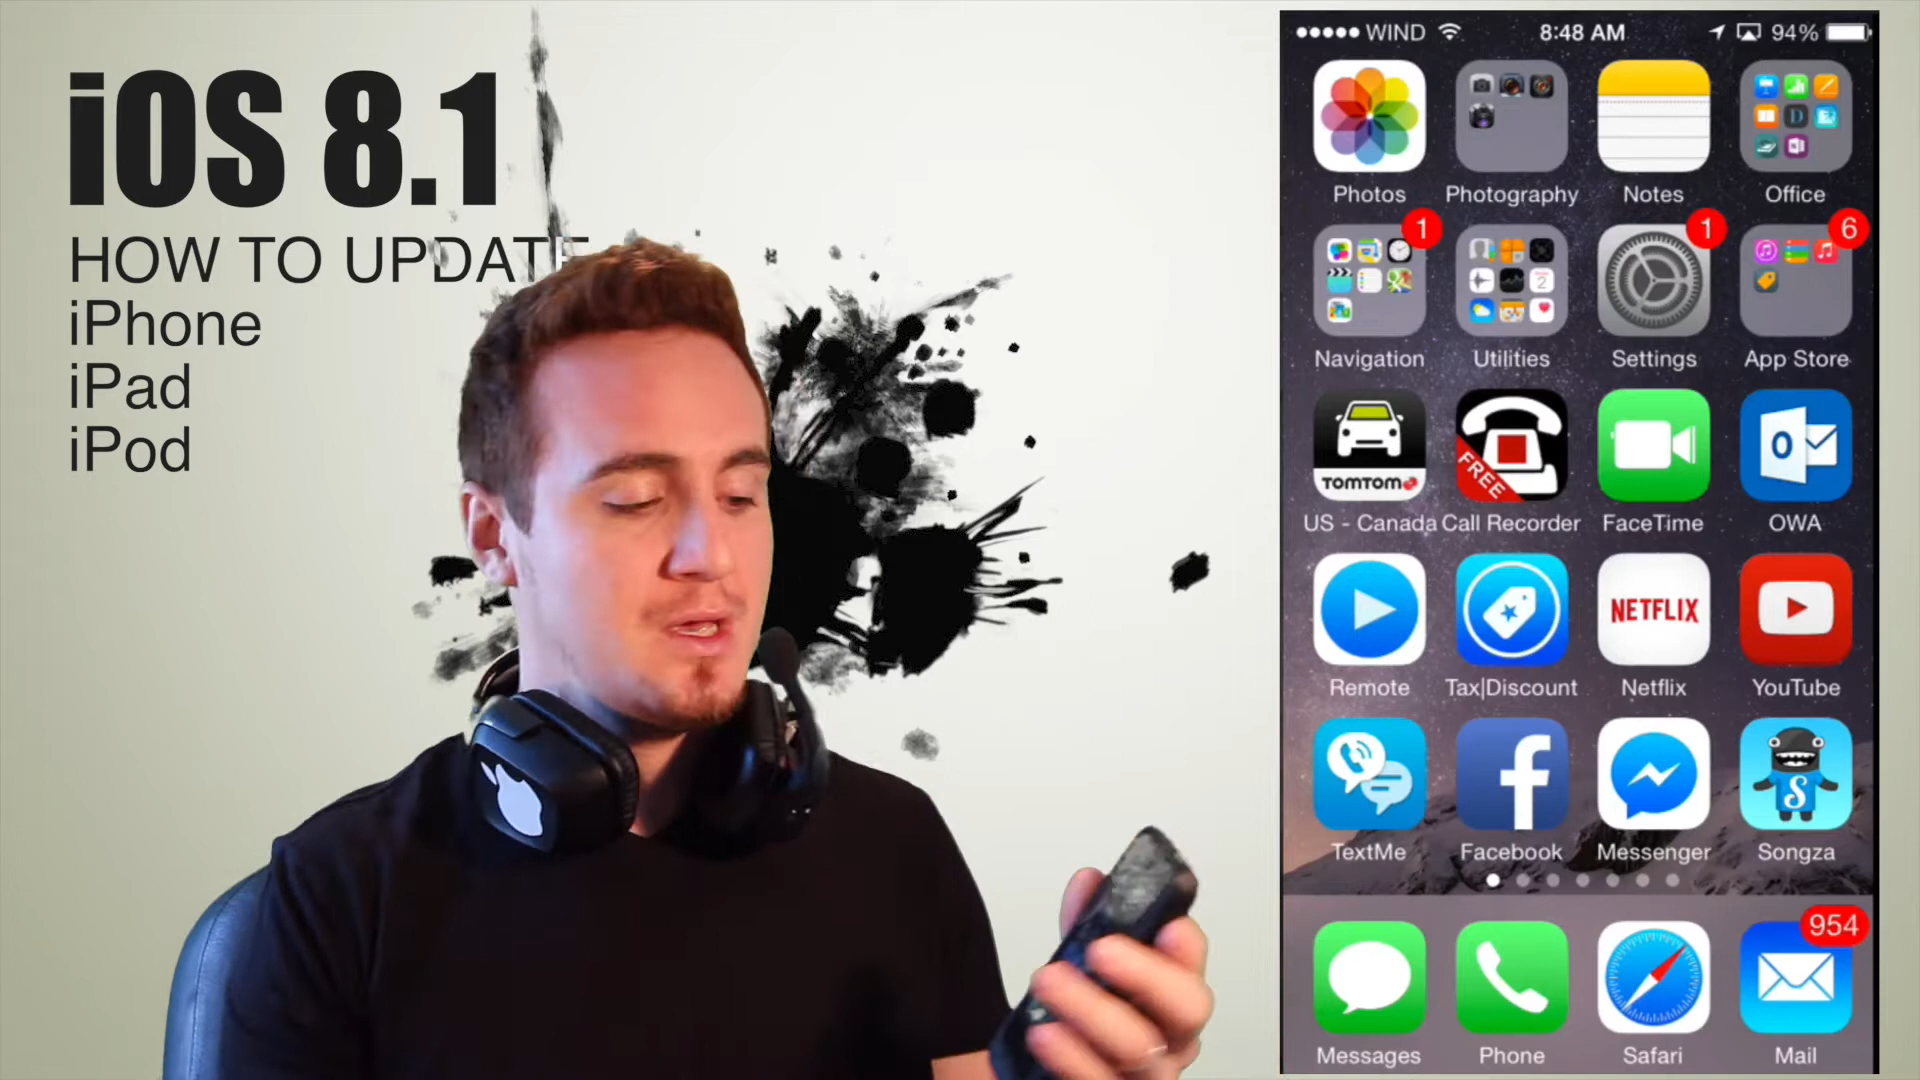 iOS 8.1
HOW TO UPDATE
iPhone
iPad
iPod
WIND 8:48 AM 94%
Photos Photography Notes Office
1 1 6
Navigation Utilities Settings App Store
TOMTOM FREE
US - Canada Call Recorder FaceTime OWA
NETFLIX
Remote Tax|Discount Netflix YouTube
TextMe Facebook Messenger Songza
954
Messages Phone Safari Mail